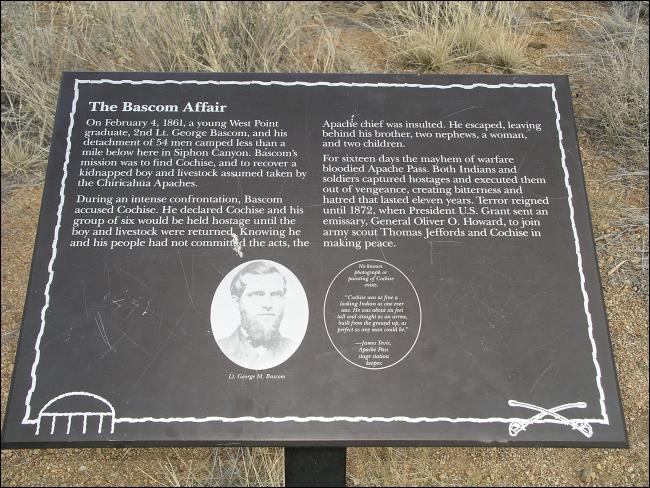 The Bascom Affair
On February 4, 1861, a young West Point
graduate, 2nd Lt. George Bascom, and his
detachment of 54 men camped less than a
mile below here in Siphon Canyon. Bascom's
mission was to find Cochise, and to recover a
kidnapped boy and livestock assumed taken by
the Chiricahua Apaches.
During an intense confrontation, Bascom
accused Cochise. He declared Cochise and his
group of six would be held hostage until the
boy and livestock were returned. Knowing he
and his people had not committed the acts, the
Apache chief was insulted. He escaped, leaving
behind his brother, two nephews, a woman,
and two children.
For sixteen days the mayhem of warfare
bloodied Apache Pass. Both Indians and
soldiers captured hostages and executed them
out of vengeance, creating bitterness and
hatred that lasted eleven years. Terror reigned
until 1872, when President U.S. Grant sent an
emissary, General Oliver O. Howard, to join
army scout Thomas Jeffords and Cochise in
making peace.
Lt. George M. Bascom
No known
photograph or
painting of Cochise
exists.
"Cochise was as fine a
looking Indian as one ever
saw. He was about six feet
tall and straight as an arrow,
built from the ground up, as
perfect as any man could be."
—James Tevis,
Apache Pass
stage station
keeper.